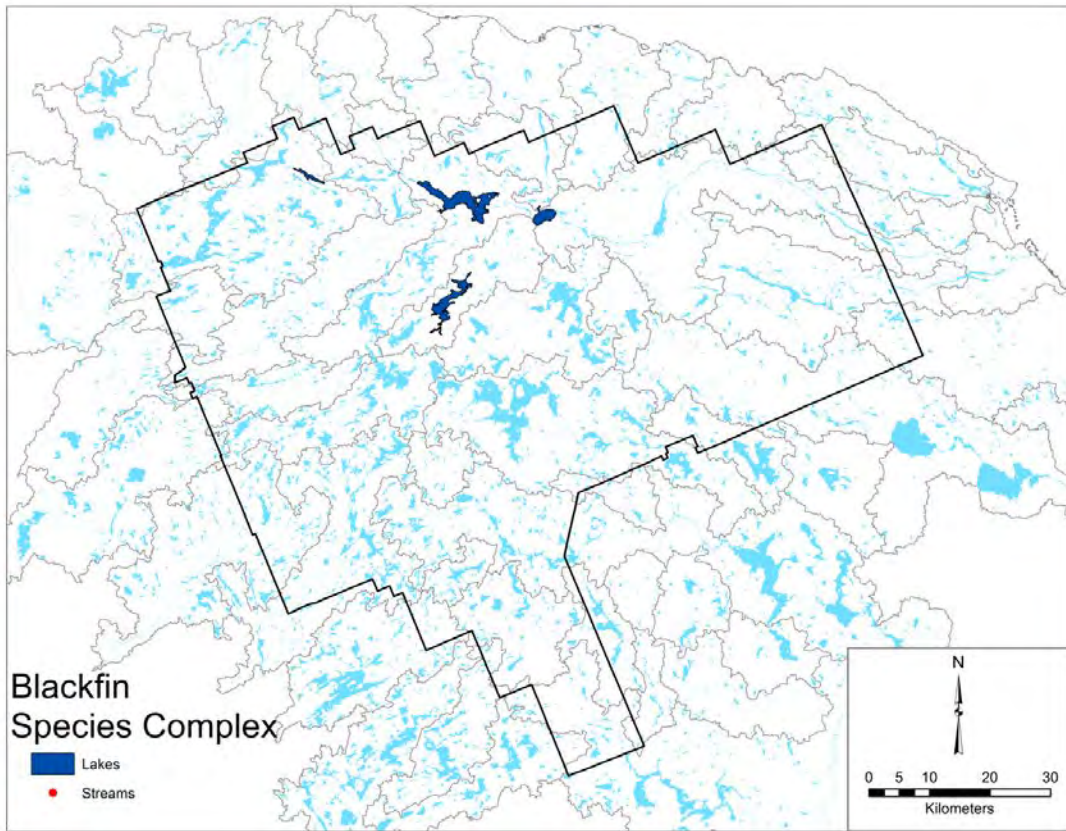 Blackfin
Species Complex
Lakes
Streams
N
0 5 10 20 30
Kilometers